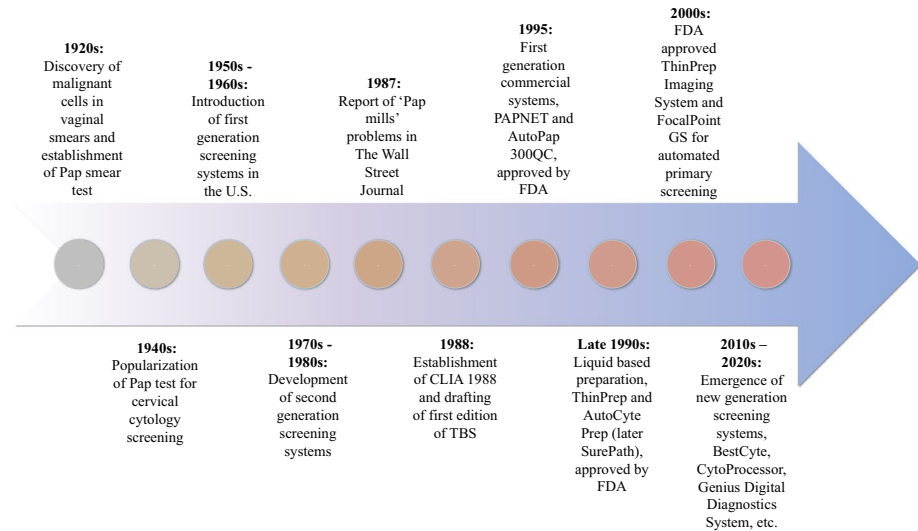 1920s:
Discovery of
malignant
cells in
vaginal
smears and
establishment
of Pap smear
test
1940s:
Popularization
of Pap test for
cervical
cytology
screening
1950s -
1960s:
Introduction
of first
generation
screening
systems in
the U.S.
1970s -
1980s:
Development
of second
generation
screening
systems
1987:
Report of ‘Pap
mills’
problems in
The Wall
Street
Journal
1988:
Establishment
of CLIA 1988
and drafting
of first edition
of TBS
1995:
First
generation
commercial
systems,
PAPNET and
AutoPap
300QC,
approved by
FDA
Late 1990s:
Liquid based
preparation,
ThinPrep and
AutoCyte
Prep (later
SurePath),
approved by
FDA
2000s:
FDA
approved
ThinPrep
Imaging
System and
FocalPoint
GS for
automated
primary
screening
2010s –
2020s:
Emergence of
new generation
screening
systems,
BestCyte,
CytoProcessor,
Genius Digital
Diagnostics
System, etc.